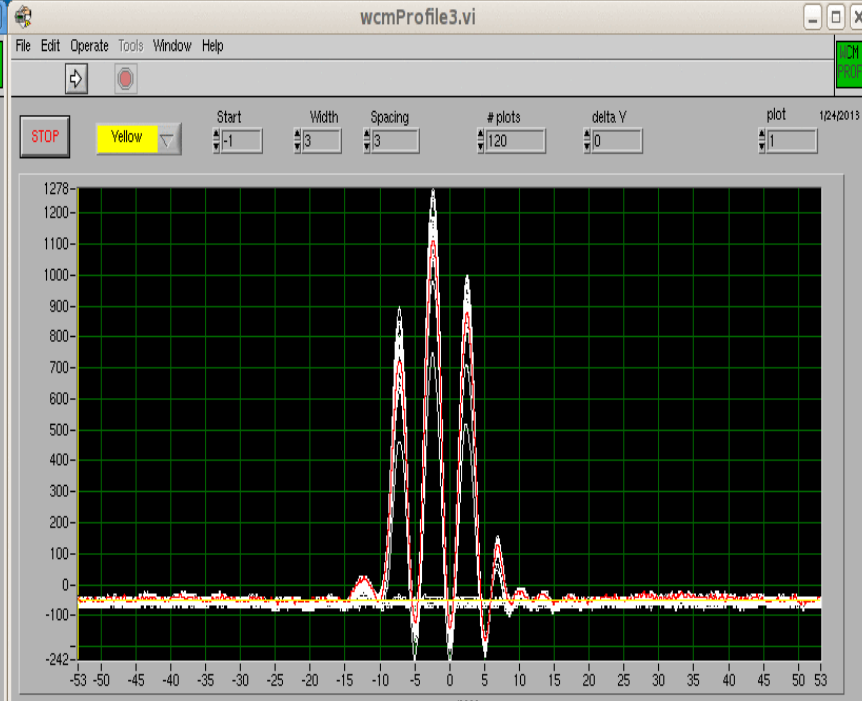 wcmProfile3.vi
File Edit Operate Tools Window Help
WCM
PROF
Start Width Spacing # plots delta Y plot 1/24/2013
STOP Yellow -1 3 3 120 0 1
1278-
1200-
1100-
1000-
900-
800-
700-
600-
500-
400-
300-
200-
100-
0-
-100-
-242-
-53 -50 -45 -40 -35 -30 -25 -20 -15 -10 -5 0 5 10 15 20 25 30 35 40 45 50 53